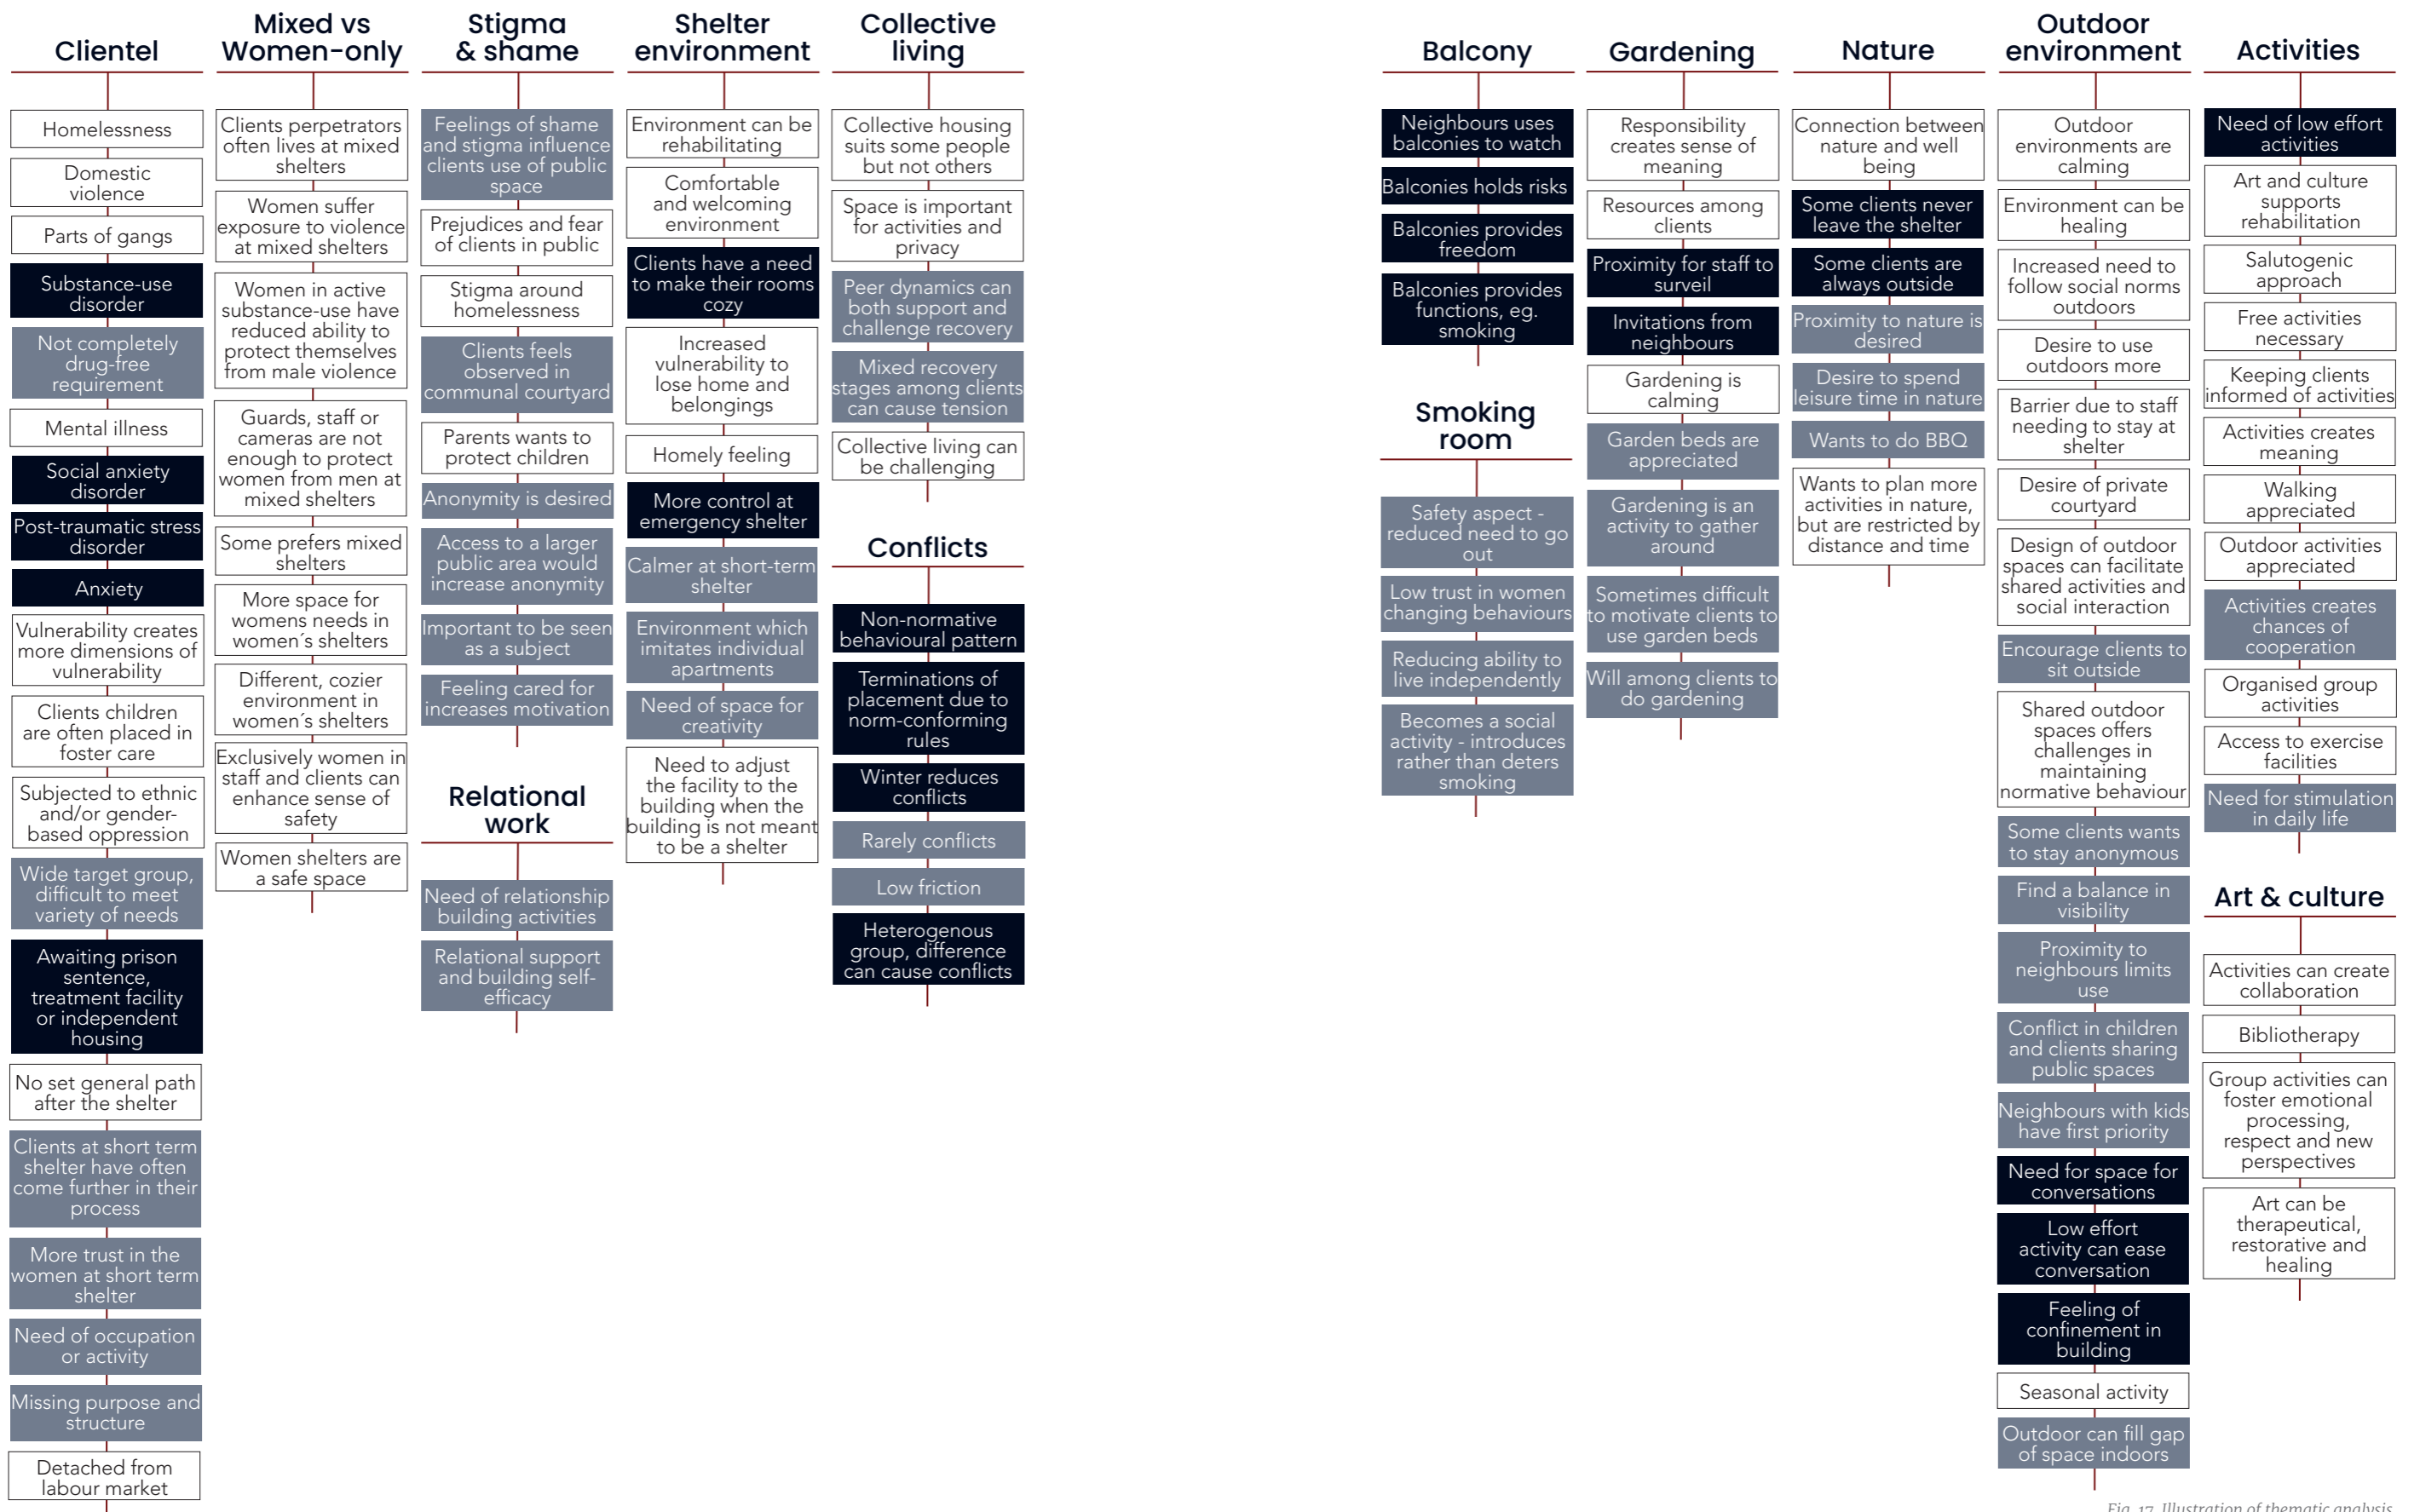 Clientel
Homelessness
Domestic
violence
Parts of gangs
Substance-use
disorder
Not completely
drug-free
requirement
Mental illness
Social anxiety
disorder
Post-traumatic stress
disorder
Anxiety
Vulnerability creates
more dimensions of
vulnerability
Clients children
are often placed in
foster care
Subjected to ethnic
and/or gender-
based oppression
Wide target group,
difficult to meet
variety of needs
Awaiting prison
sentence,
treatment facility
or independent
housing
No set general path
after the shelter
Clients at short term
shelter have often
come further in their
process
More trust in the
women at short term
shelter
Need of occupation
or activity
Missing purpose and
structure
Detached from
labour market
Mixed vs
Women-only
Clients perpetrators
often lives at mixed
shelters
Women suffer
exposure to violence
at mixed shelters
Women in active
substance-use have
reduced ability to
protect themselves
from male violence
Guards, staff or
cameras are not
enough to protect
women from men at
mixed shelters
Some prefers mixed
shelters
More space for
womens needs in
women´s shelters
Different, cozier
environment in
women´s shelters
Exclusively women in
staff and clients can
enhance sense of
safety
Women shelters are
a safe space
Stigma
& shame
Feelings of shame
and stigma influence
clients use of public
space
Prejudices and fear
of clients in public
Stigma around
homelessness
Clients feels
observed in
communal courtyard
Parents wants to
protect children
Anonymity is desired
Access to a larger
public area would
increase anonymity
Important to be seen
as a subject
Feeling cared for
increases motivation
Relational
work
Need of relationship
building activities
Relational support
and building self-
efficacy
Shelter
environment
Environment can be
rehabilitating
Comfortable
and welcoming
environment
Clients have a need
to make their rooms
cozy
Increased
vulnerability to
lose home and
belongings
Homely feeling
More control at
emergency shelter
Calmer at short-term
shelter
Environment which
imitates individual
apartments
Need of space for
creativity
Need to adjust
the facility to the
building when the
building is not meant
to be a shelter
Collective
living
Collective housing
suits some people
but not others
Space is important
for activities and
privacy
Peer dynamics can
both support and
challenge recovery
Mixed recovery
stages among clients
can cause tension
Collective living can
be challenging
Conflicts
Non-normative
behavioural pattern
Terminations of
placement due to
norm-conforming
rules
Winter reduces
conflicts
Rarely conflicts
Low friction
Heterogenous
group, difference
can cause conflicts
Balcony
Neighbours uses
balconies to watch
Balconies holds risks
Balconies provides
freedom
Balconies provides
functions, eg.
smoking
Smoking
room
Safety aspect -
reduced need to go
out
Low trust in women
changing behaviours
Reducing ability to
live independently
Becomes a social
activity - introduces
rather than deters
smoking
Gardening
Responsibility
creates sense of
meaning
Resources among
clients
Proximity for staff to
surveil
Invitations from
neighbours
Gardening is
calming
Garden beds are
appreciated
Gardening is an
activity to gather
around
Sometimes difficult
to motivate clients to
use garden beds
Will among clients to
do gardening
Nature
Connection between
nature and well
being
Some clients never
leave the shelter
Some clients are
always outside
Proximity to nature is
desired
Desire to spend
leisure time in nature
Wants to do BBQ
Wants to plan more
activities in nature,
but are restricted by
distance and time
Outdoor
environment
Outdoor
environments are
calming
Environment can be
healing
Increased need to
follow social norms
outdoors
Desire to use
outdoors more
Barrier due to staff
needing to stay at
shelter
Desire of private
courtyard
Design of outdoor
spaces can facilitate
shared activities and
social interaction
Encourage clients to
sit outside
Shared outdoor
spaces offers
challenges in
maintaining
normative behaviour
Some clients wants
to stay anonymous
Find a balance in
visibility
Proximity to
neighbours limits
use
Conflict in children
and clients sharing
public spaces
Neighbours with kids
have first priority
Need for space for
conversations
Low effort
activity can ease
conversation
Feeling of
confinement in
building
Seasonal activity
Outdoor can fill gap
of space indoors
Activities
Need of low effort
activities
Art and culture
supports
rehabilitation
Salutogenic
approach
Free activities
necessary
Keeping clients
informed of activities
Activities creates
meaning
Walking
appreciated
Outdoor activities
appreciated
Activities creates
chances of
cooperation
Organised group
activities
Access to exercise
facilities
Need for stimulation
in daily life
Art & culture
Activities can create
collaboration
Bibliotherapy
Group activities can
foster emotional
processing,
respect and new
perspectives
Art can be
therapeutical,
restorative and
healing
Fig. 17. Illustration of thematic analysis